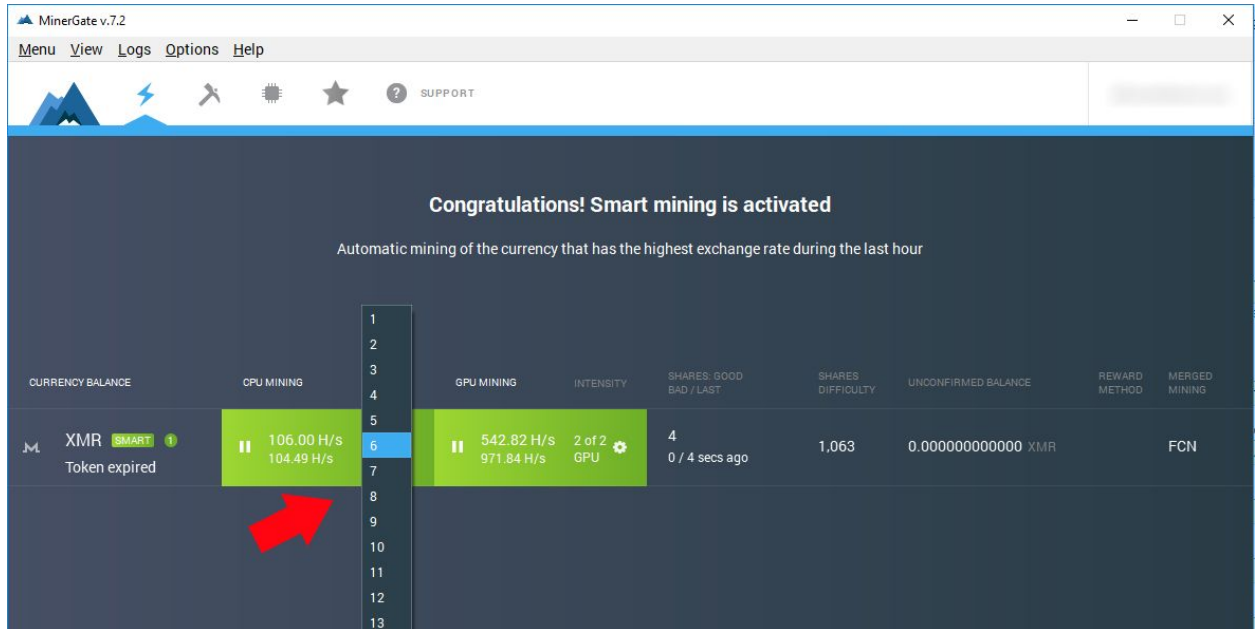 MinerGate v.7.2
Menu View Logs Options Help
SUPPORT
Congratulations! Smart mining is activated
Automatic mining of the currency that has the highest exchange rate during the last hour
1
2
3
4
5
6
7
8
9
10
11
12
13
CURRENCY BALANCE CPU MINING GPU MINING INTENSITY SHARES: GOOD SHARES UNCONFIRMED BALANCE REWARD MERGED
BAD / LAST DIFFICULTY METHOD MINING
XMR SMART 1 106.00 H/s 542.82 H/s 2 of 2 4 1,063 0.000000000000 XMR FCN
Token expired 104.49 H/s 971.84 H/s GPU 0 / 4 secs ago